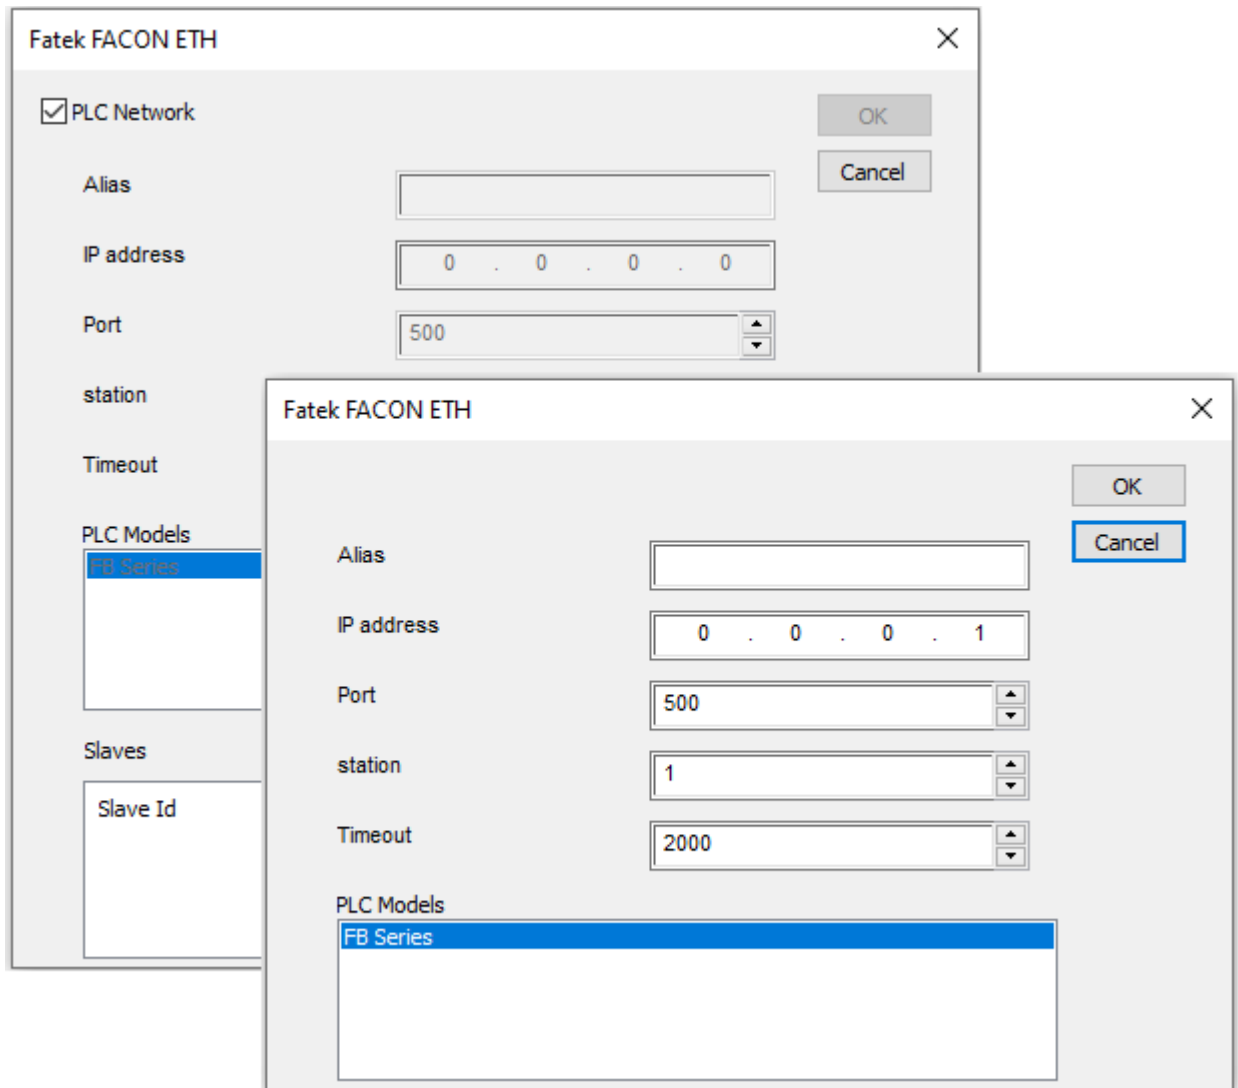 Fatek FACON ETH
PLC Network
OK
Cancel
Alias
IP address
0 . 0 . 0 . 0
Port
500
station
Timeout
PLC Models
FB Series
Slaves
Slave Id
Fatek FACON ETH
OK
Cancel
Alias
IP address
0 . 0 . 0 . 1
Port
500
station
1
Timeout
2000
PLC Models
FB Series